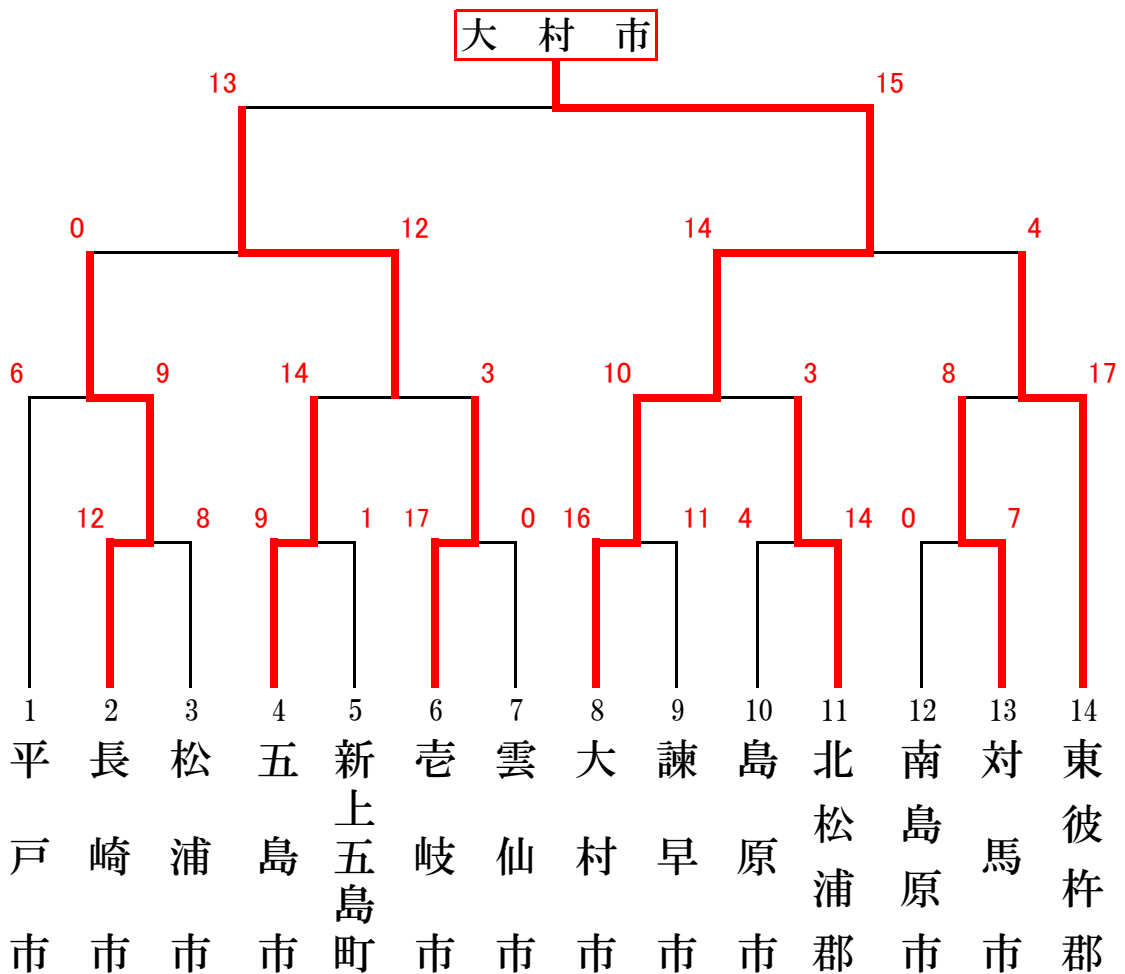 大 村 市
13 15
0 12 14 4
6 9 14 3 10 3 8 17
12 8 9 1 17 0 16 11 4 14 0 7
1 2 3 4 5 6 7 8 9 10 11 12 13 14
平戸市
長崎市
松浦市
五島市
新上五島町
壱岐市
雲仙市
大村市
諫早市
島原市
北松浦郡
南島原市
対馬市
東彼杵郡